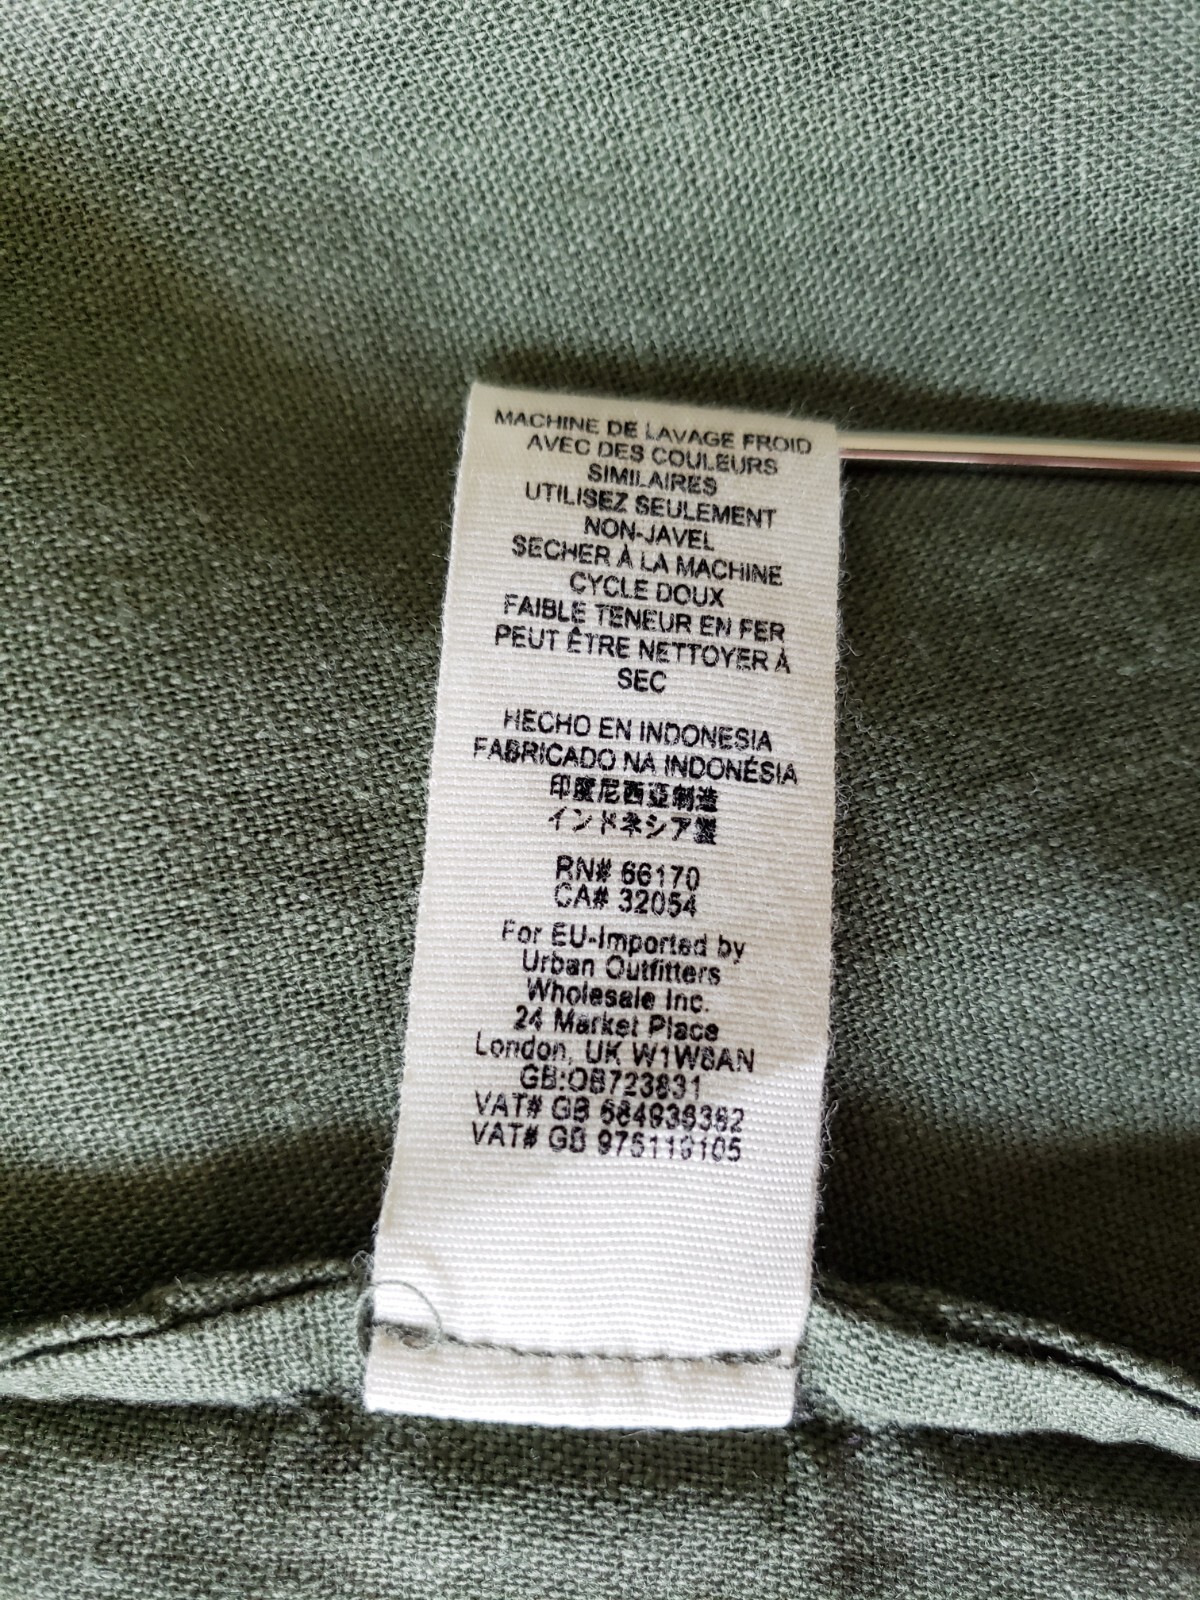 MACHINE DE LAVAGE FROID
AVEC DES COULEURS
SIMILAIRES
UTILISEZ SEULEMENT
NON-JAVEL
SECHER À LA MACHINE
CYCLE DOUX
FAIBLE TENEUR EN FER
PEUT ÊTRE NETTOYER À
SEC
HECHO EN INDONESIA
FABRICADO NA INDONÉSIA
印度尼西亚制造
インドネシア製
RN# 66170
CA# 32054
For EU-Imported by
Urban Outfitters
Wholesale Inc.
24 Market Place
London, UK W1W8AN
GB:OB723831
VAT# GB
VAT# GB